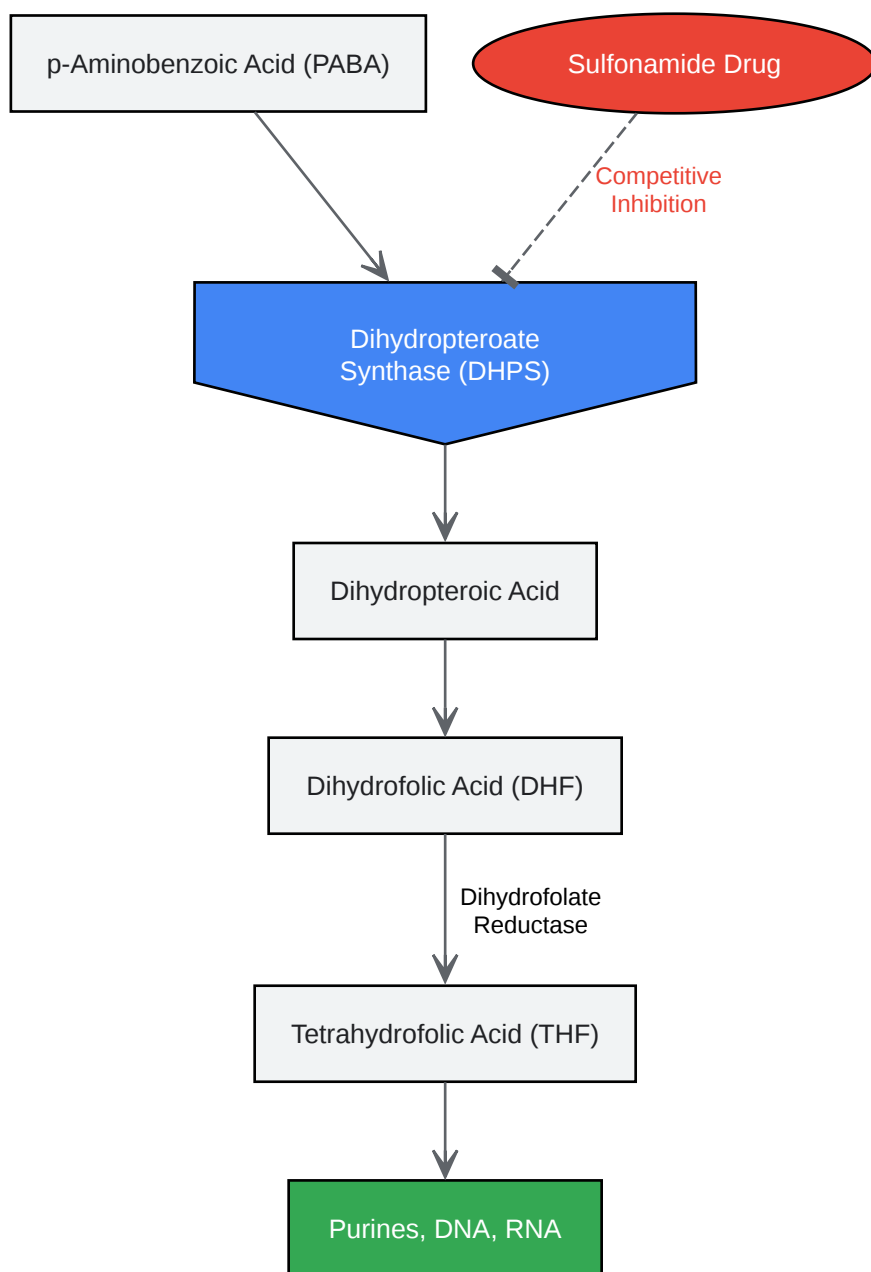 p-Aminobenzoic Acid (PABA)
Sulfonamide Drug
Competitive
Inhibition
Dihydropteroate
Synthase (DHPS)
Dihydropteroic Acid
Dihydrofolic Acid (DHF)
Dihydrofolate
Reductase
Tetrahydrofolic Acid (THF)
Purines, DNA, RNA